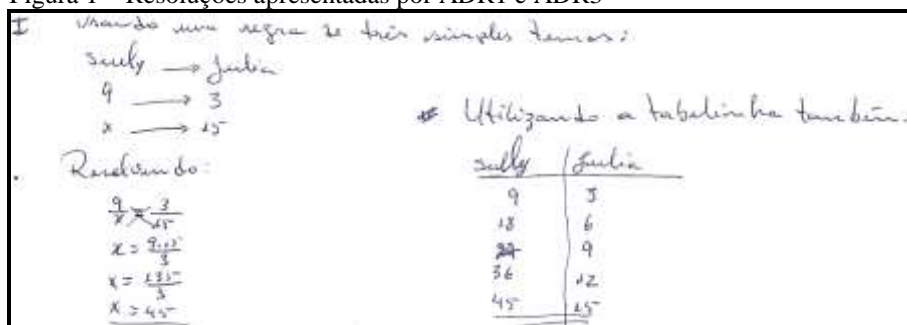 Figura 1 – Resoluções apresentadas por ADR1 e ADR3
I Usando uma regra de três simples temos:
Sully → Julia
9 → 3
x → 15
. Resolvendo:
9/x = 3/15
x = 9.15/3
x = 135/3
x = 45
* Utilizando a tabelinha também.
Sully | Julia
9 | 3
18 | 6
27 | 9
36 | 12
45 | 15